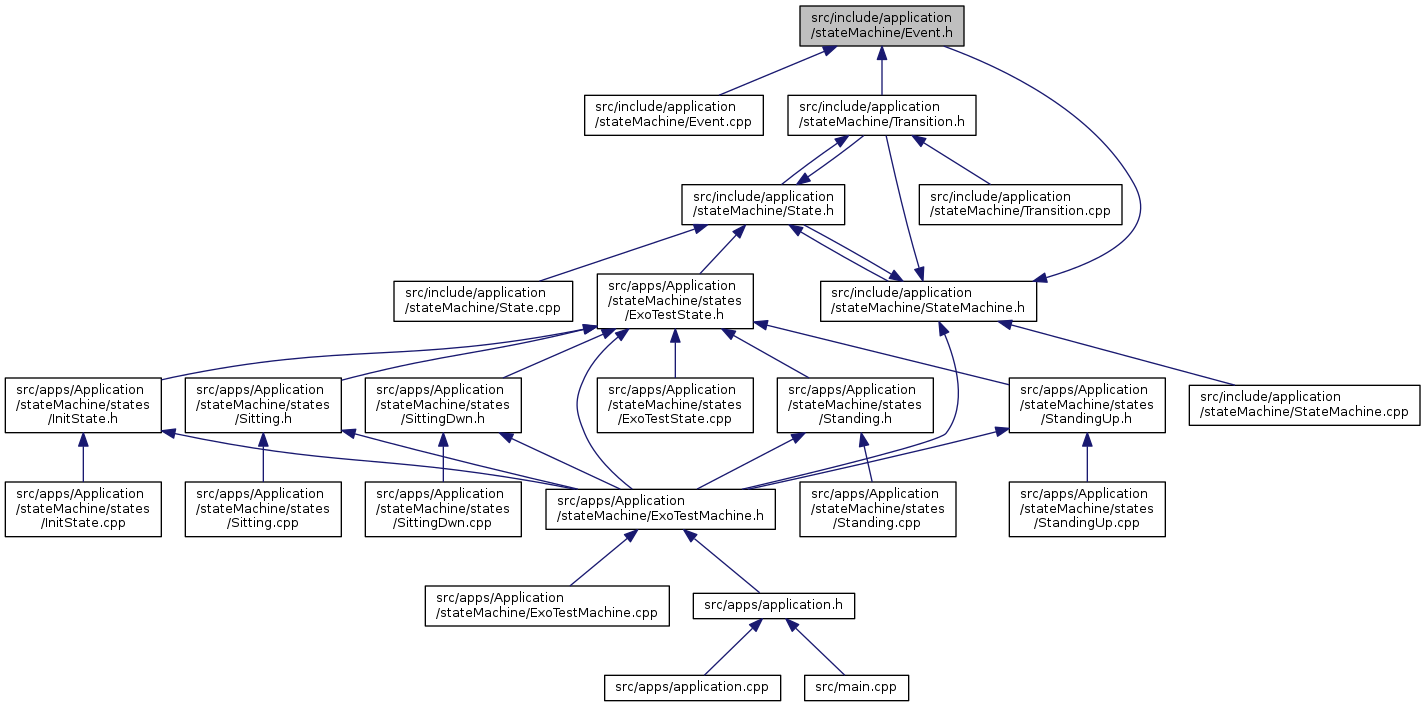 src/include/application
/stateMachine/Event.h
src/include/application
/stateMachine/Event.cpp
src/include/application
/stateMachine/Transition.h
src/include/application
/stateMachine/State.h
src/include/application
/stateMachine/Transition.cpp
src/include/application
/stateMachine/State.cpp
src/apps/Application
/stateMachine/states
/ExoTestState.h
src/include/application
/stateMachine/StateMachine.h
src/apps/Application
/stateMachine/states
/InitState.h
src/apps/Application
/stateMachine/states
/Sitting.h
src/apps/Application
/stateMachine/states
/SittingDwn.h
src/apps/Application
/stateMachine/states
/ExoTestState.cpp
src/apps/Application
/stateMachine/states
/Standing.h
src/apps/Application
/stateMachine/states
/StandingUp.h
src/include/application
/stateMachine/StateMachine.cpp
src/apps/Application
/stateMachine/states
/InitState.cpp
src/apps/Application
/stateMachine/states
/Sitting.cpp
src/apps/Application
/stateMachine/states
/SittingDwn.cpp
src/apps/Application
/stateMachine/ExoTestMachine.h
src/apps/Application
/stateMachine/states
/Standing.cpp
src/apps/Application
/stateMachine/states
/StandingUp.cpp
src/apps/Application
/stateMachine/ExoTestMachine.cpp
src/apps/application.h
src/apps/application.cpp
src/main.cpp